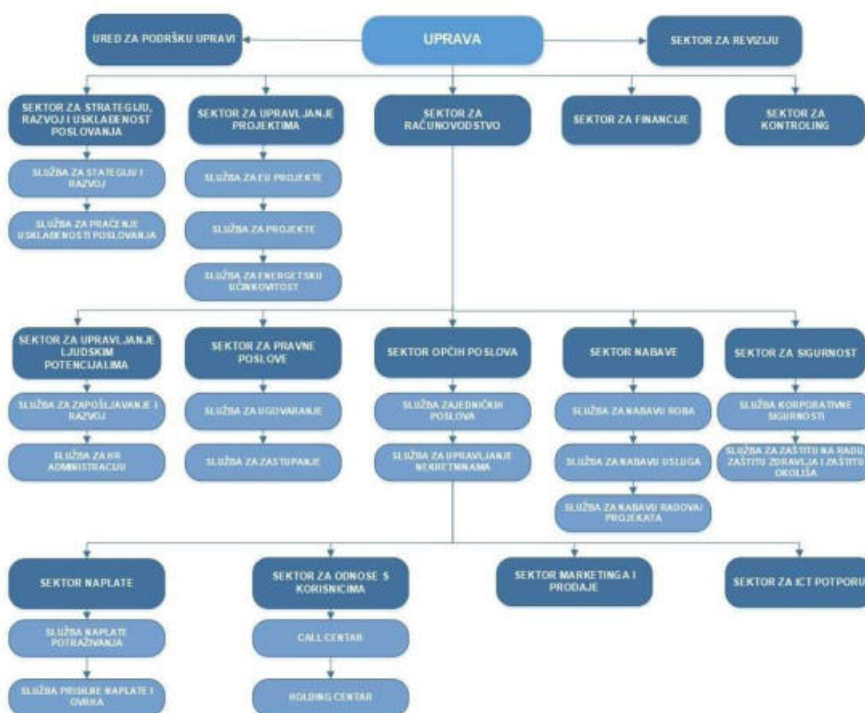 URED ZA PODRŠKU UPRAVI
UPRAVA
SEKTOR ZA REVIZIJU
SEKTOR ZA STRATEGIJU,
RAZVOJ I USKLAĐENOST
POSLOVANJA
SEKTOR ZA UPRAVLJANJE
PROJEKTIMA
SEKTOR ZA
RAČUNOVODSTVO
SEKTOR ZA FINANCIJE
SEKTOR ZA
KONTROLING
SLUŽBA ZA STATEGIJU I
RAZVOJ
SLUŽBA ZA EU PROJEKTE
SLUŽBA ZA PRAĆENJE
USKLAĐENOSTI POSLOVANJA
SLUŽBA ZA PROJEKTE
SLUŽBA ZA ENERGETSKU
UČINKOVITOST
SEKTOR ZA UPRAVLJANJE
LJUDSKIM
POTENCIJALIMA
SEKTOR ZA PRAVNE
POSLOVE
SEKTOR OPĆIH POSLOVA
SEKTOR NABAVE
SEKTOR ZA SIGURNOST
SLUŽBA ZA ZAPOŠLJAVANJE I
RAZVOJ
SLUŽBA ZA UGOVARANJE
SLUŽBA ZAJEDNIČKIH
POSLOVA
SLUŽBA ZA NABAVU ROBA
SLUŽBA KORPORATIVNE
SIGURNOSTI
SLUŽBA ZA HR
ADMINISTRACIJU
SLUŽBA ZA ZASTUPANJE
SLUŽBA ZA UPRAVLJANJE
NEKRETNINAMA
SLUŽBA ZA NABAVU USLUGA
SLUŽBA ZA ZAŠTITU NA RADU,
ZAŠTITU ZDRAVLJA I ZAŠTITU
OKOLIŠA
SLUŽBA ZA NABAVU RADOVA/
PROJEKATA
SEKTOR NAPLATE
SEKTOR ZA ODNOSE S
KORISNICIMA
SEKTOR MARKETINGA I
PRODAJE
SEKTOR ZA ICT POTPORU
SLUŽBA NAPLATE
POTRAŽIVANJA
CALL CENTAR
SLUŽBA PRISILNE NAPLATE I
OVRHA
HOLDING CENTAR